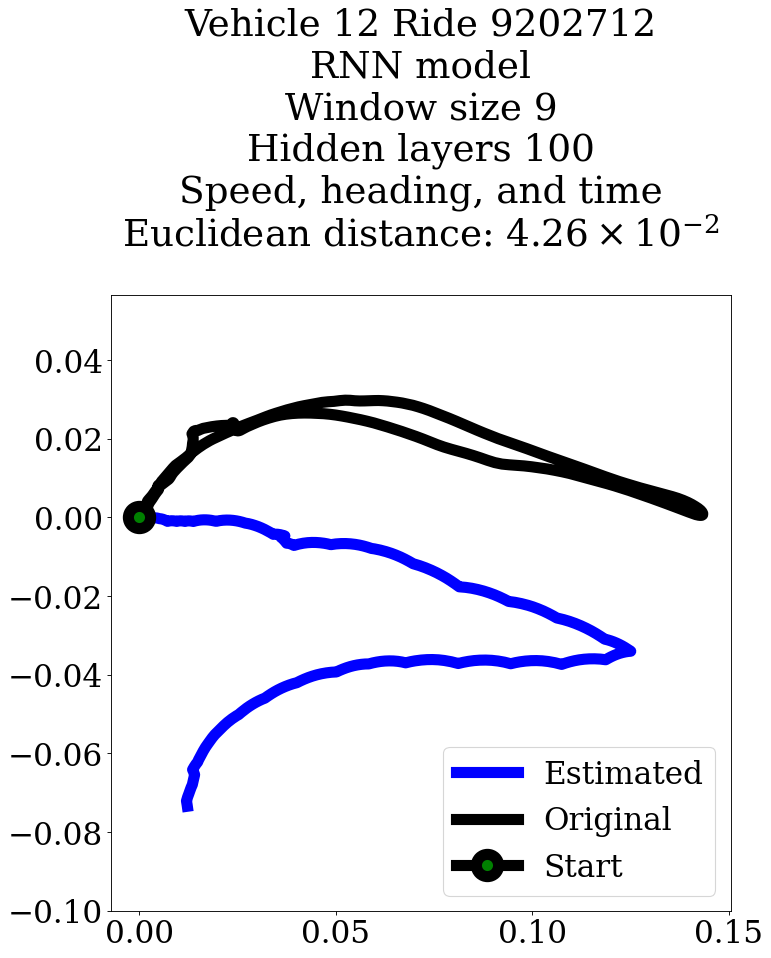 Vehicle 12 Ride 9202712
RNN model
Window size 9
Hidden layers 100
Speed, heading, and time
Euclidean distance: 4.26 × 10⁻²
0.04
0.02
0.00
−0.02
−0.04
−0.06
−0.08
−0.10
Estimated
Original
Start
0.00 0.05 0.10 0.15